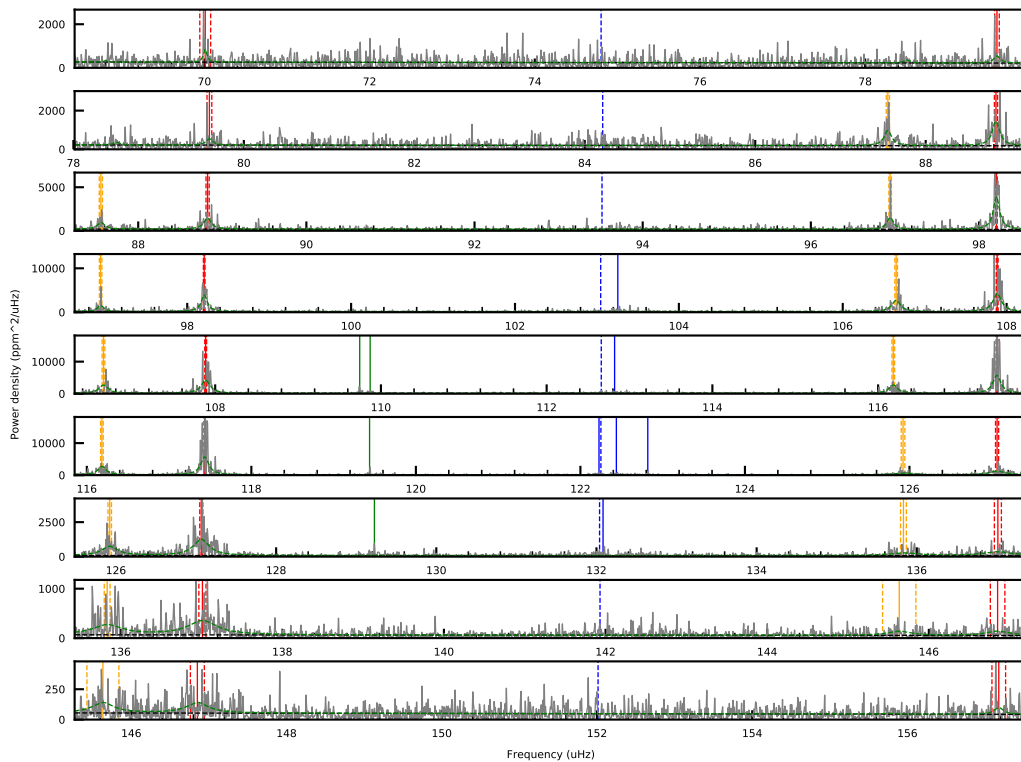 2000
0
70 72 74 76 78
2000
0
78 80 82 84 86 88
5000
0
88 90 92 94 96 98
10000
0
98 100 102 104 106 108
10000
0
108 110 112 114 116
10000
0
116 118 120 122 124 126
2500
0
126 128 130 132 134 136
1000
0
136 138 140 142 144 146
250
0
146 148 150 152 154 156
Power density (ppm^2/uHz)
Frequency (uHz)